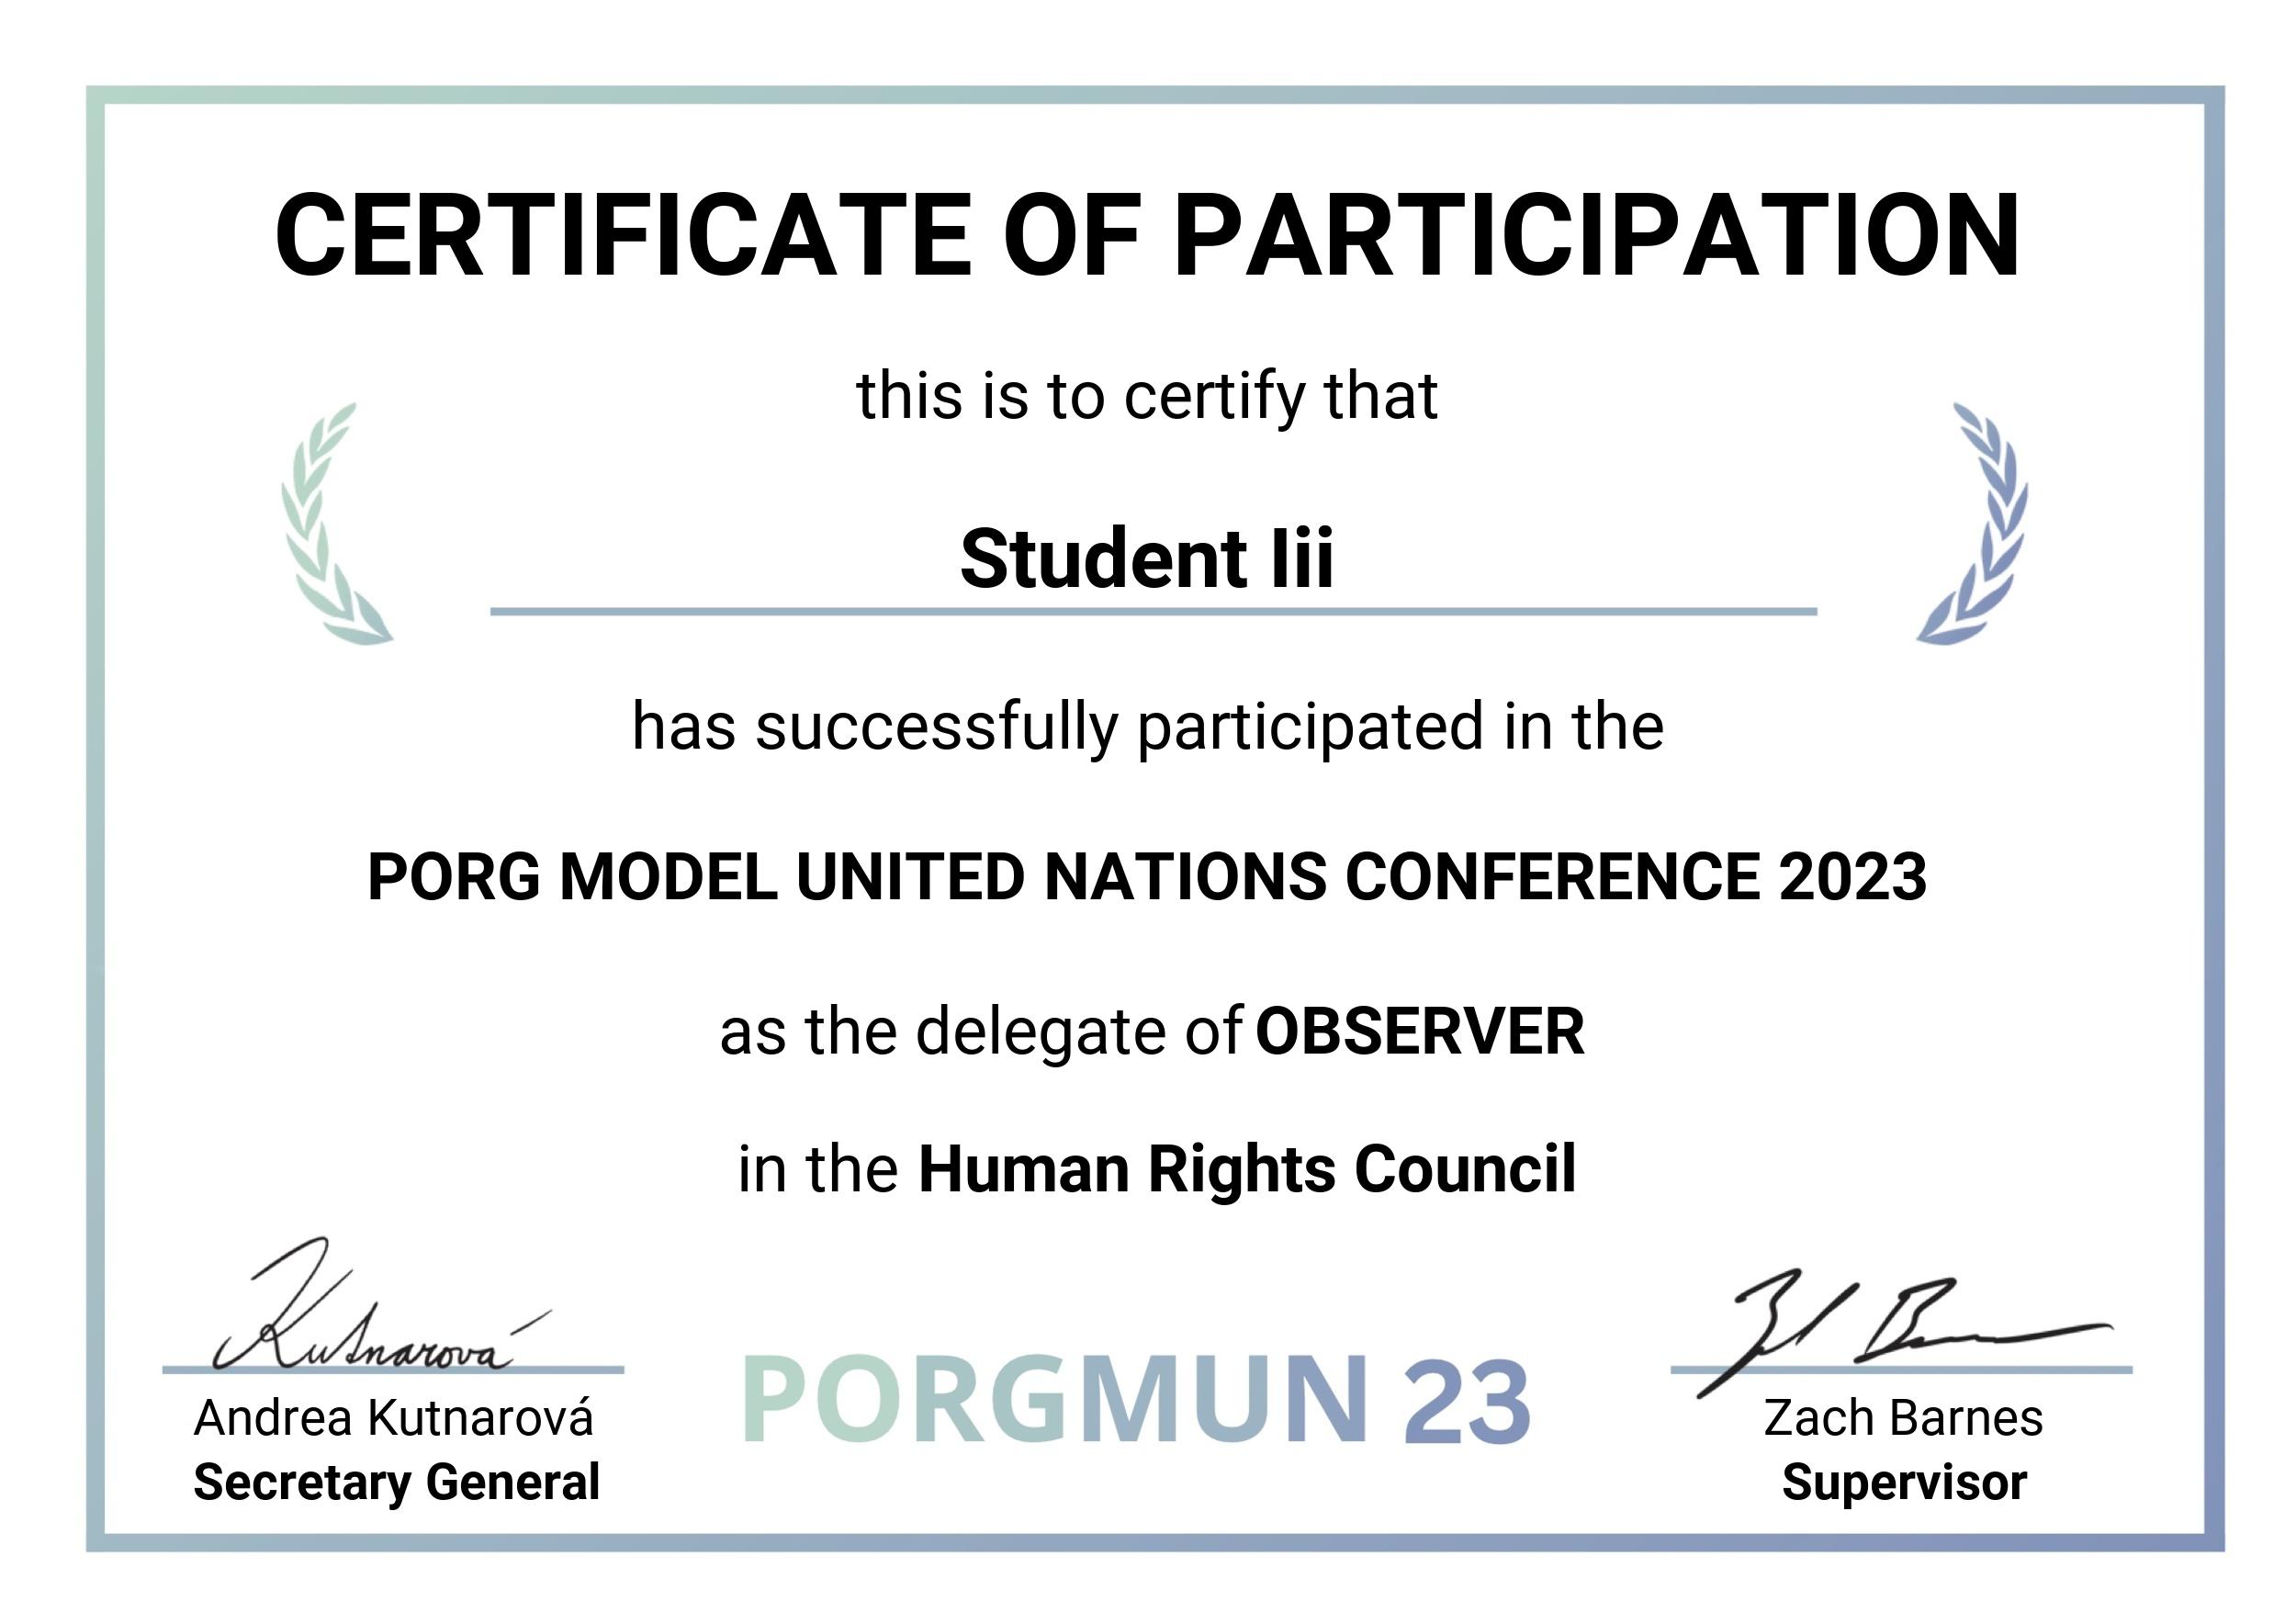 CERTIFICATE OF PARTICIPATION
this is to certify that
Student Iii
has successfully participated in the
PORG MODEL UNITED NATIONS CONFERENCE 2023
as the delegate of OBSERVER
in the Human Rights Council
Kutnarová
Andrea Kutnarová
Secretary General
PORGMUN 23
Zach Barnes
Supervisor